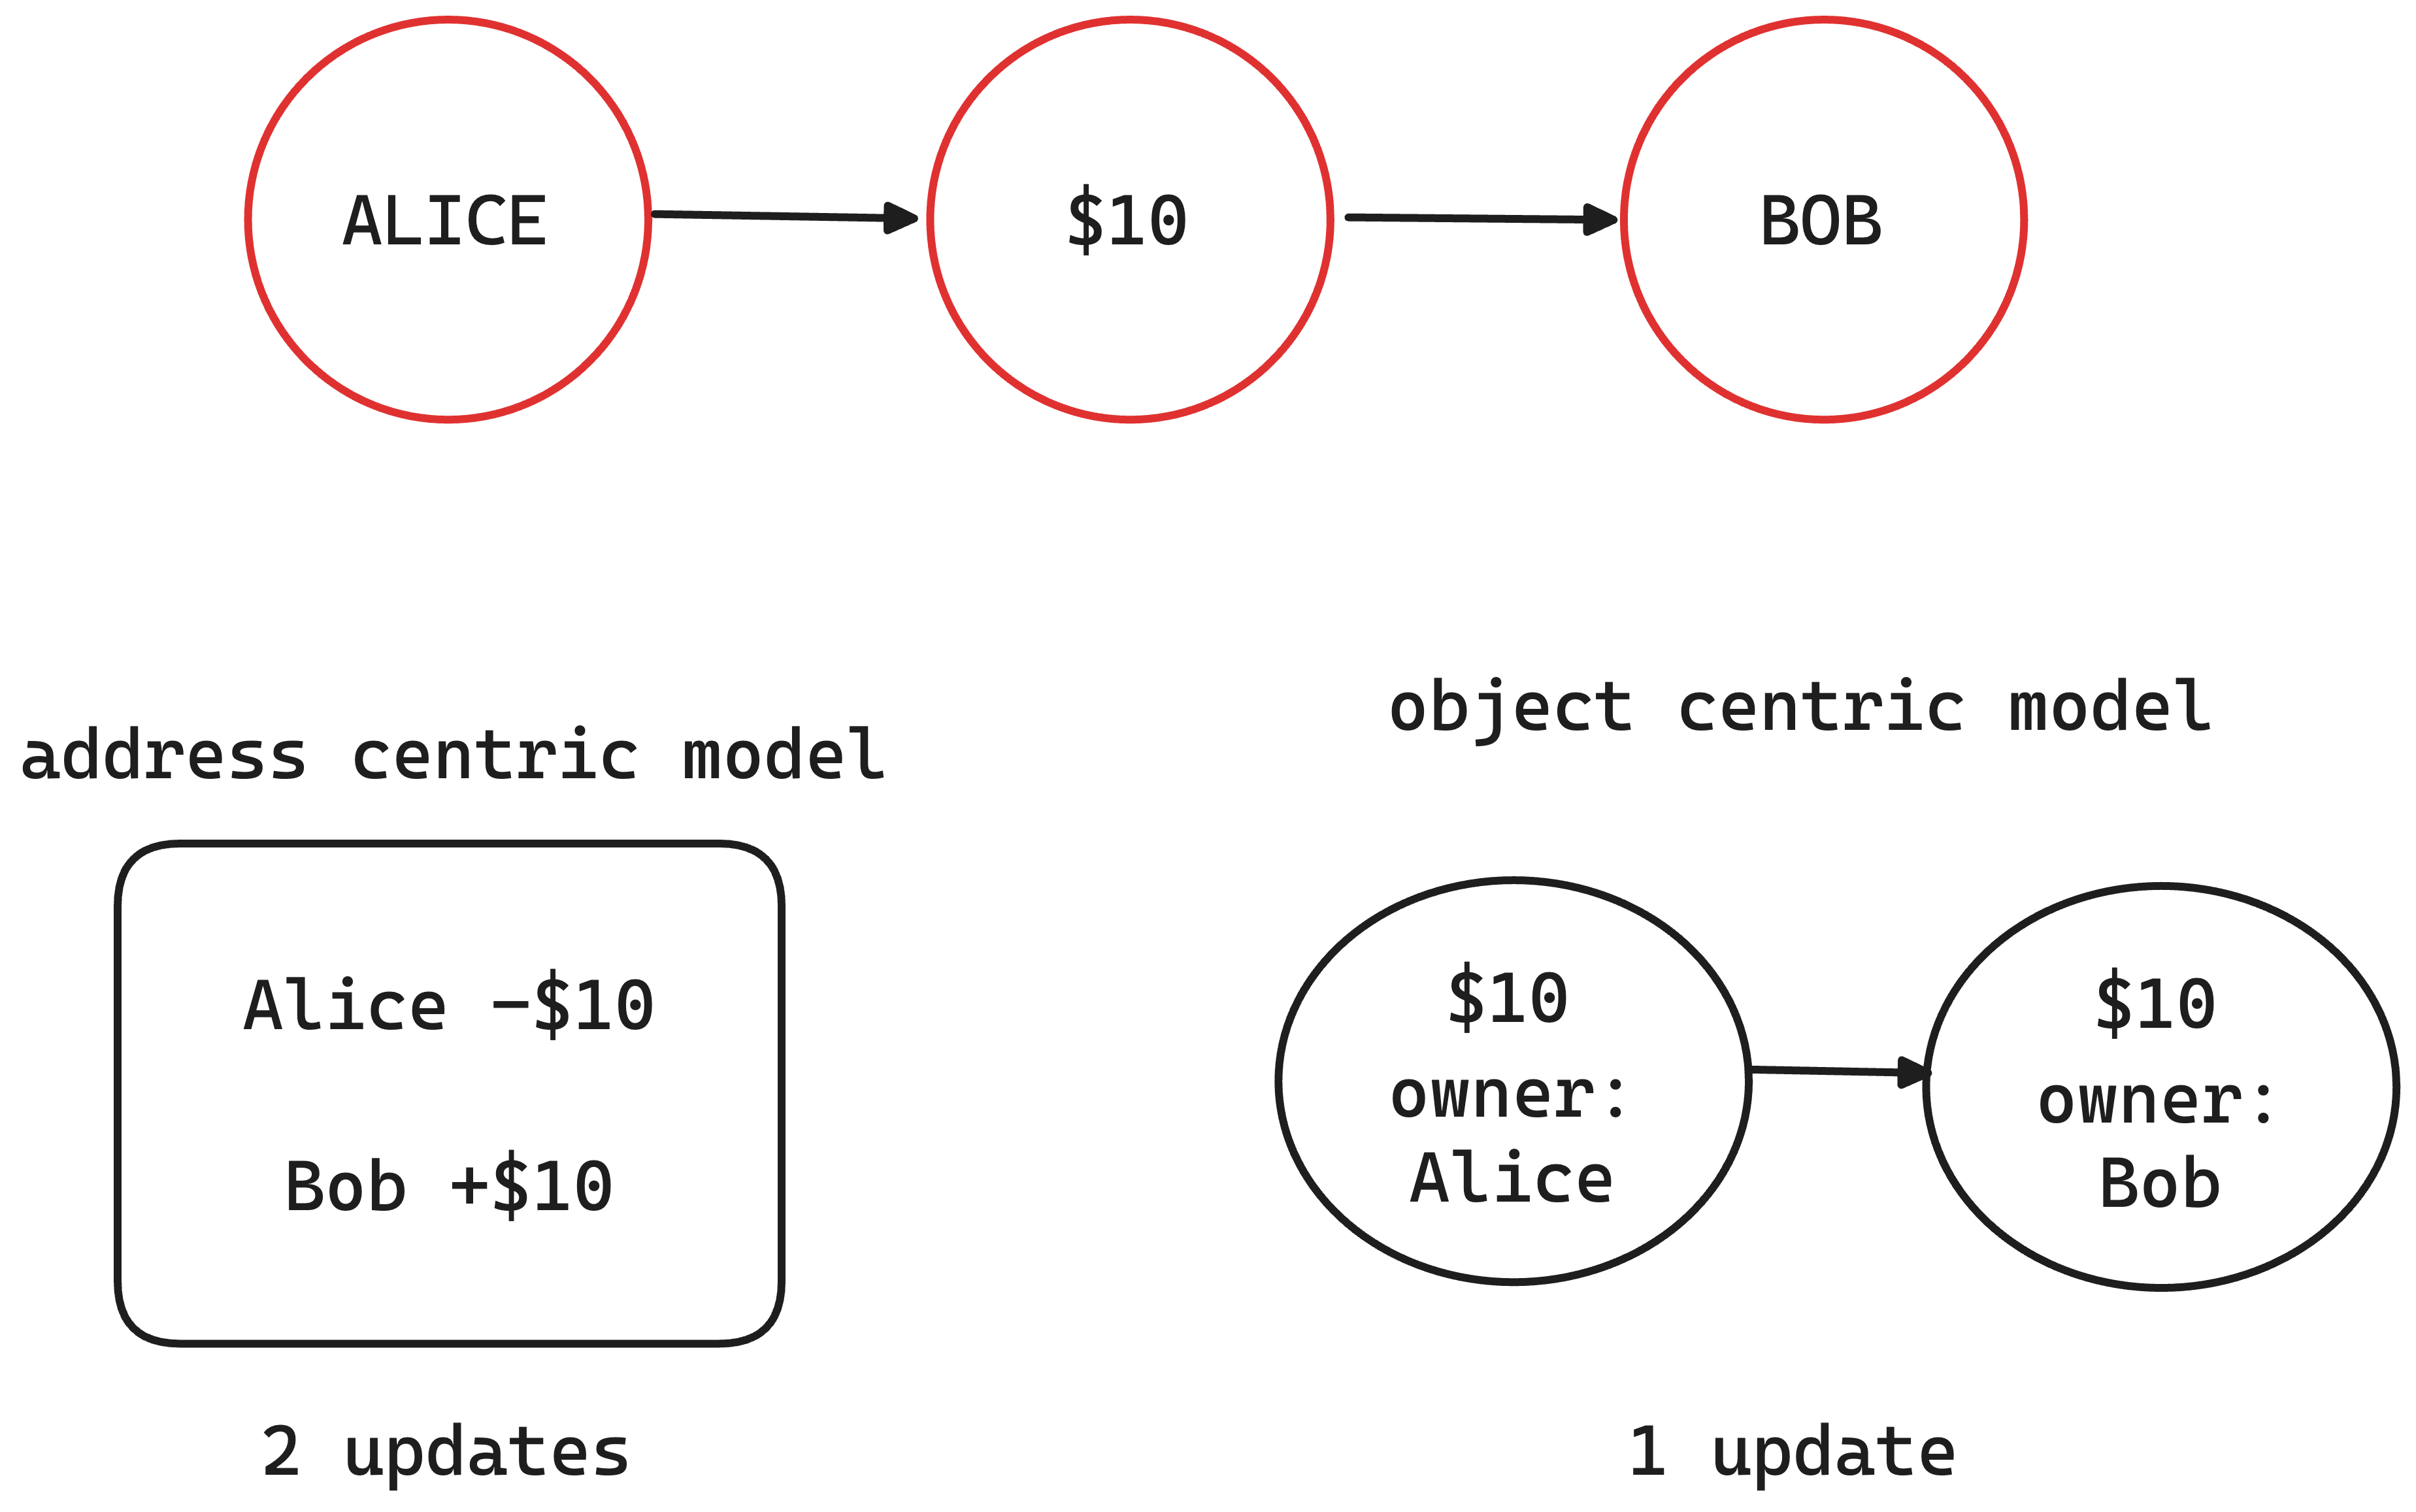 ALICE
$10
BOB
address centric model
Alice -$10
Bob +$10
2 updates
object centric model
$10
owner:
Alice
$10
owner:
Bob
1 update